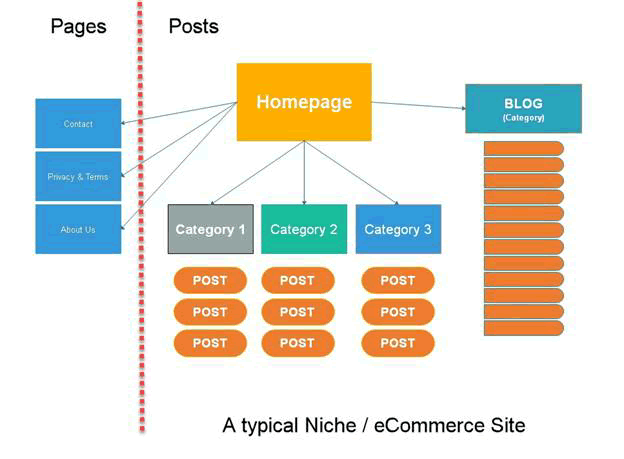 Pages
Posts
Homepage
BLOG
(Category)
Contact
Privacy & Terms
About Us
Category 1
Category 2
Category 3
POST
POST
POST
POST
POST
POST
POST
POST
POST
A typical Niche / eCommerce Site